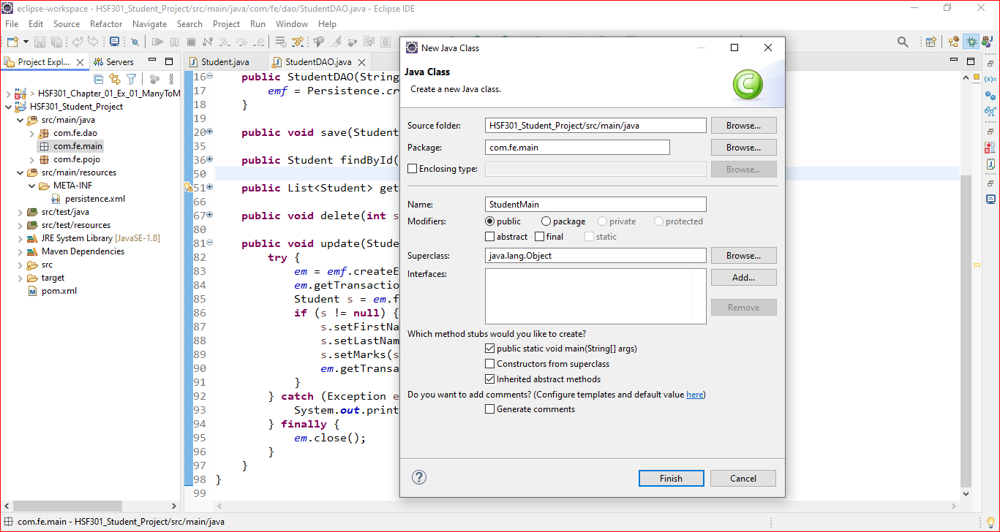 eclipse-workspace - HSF301_Student_Project/src/main/java/com/fe/dao/StudentDAO.java - Eclipse IDE
File Edit Source Refactor Navigate Search Project Run Window Help
Project Expl... Servers
Student.java StudentDAO.java
> HSF301_Chapter_01_Ex_01_ManyToM
HSF301_Student_Project
src/main/java
com.fe.dao
com.fe.main
com.fe.pojo
src/main/resources
META-INF
persistence.xml
src/test/java
src/test/resources
JRE System Library [JavaSE-1.8]
Maven Dependencies
src
target
pom.xml
16 public StudentDAO(String
17 emf = Persistence.cr
18 }
19
20 public void save(Student
35
36 public Student findById(
50
51 public List<Student> get
66
67 public void delete(int s
80
81 public void update(Stude
82 try {
83 em = emf.createE
84 em.getTransactio
85 Student s = em.f
86 if (s != null) {
87 s.setFirstNa
88 s.setLastNam
89 s.setMarks(s
90 em.getTransa
91 }
92 } catch (Exception e
93 System.out.print
94 } finally {
95 em.close();
96 }
97 }
98 }
99
New Java Class
Java Class
Create a new Java class.
C
Source folder: HSF301_Student_Project/src/main/java Browse...
Package: com.fe.main Browse...
Enclosing type: Browse...
Name: StudentMain
Modifiers: public package private protected
abstract final static
Superclass: java.lang.Object Browse...
Interfaces: Add...
Remove
Which method stubs would you like to create?
public static void main(String[] args)
Constructors from superclass
Inherited abstract methods
Do you want to add comments? (Configure templates and default value here)
Generate comments
? Finish Cancel
com.fe.main - HSF301_Student_Project/src/main/java